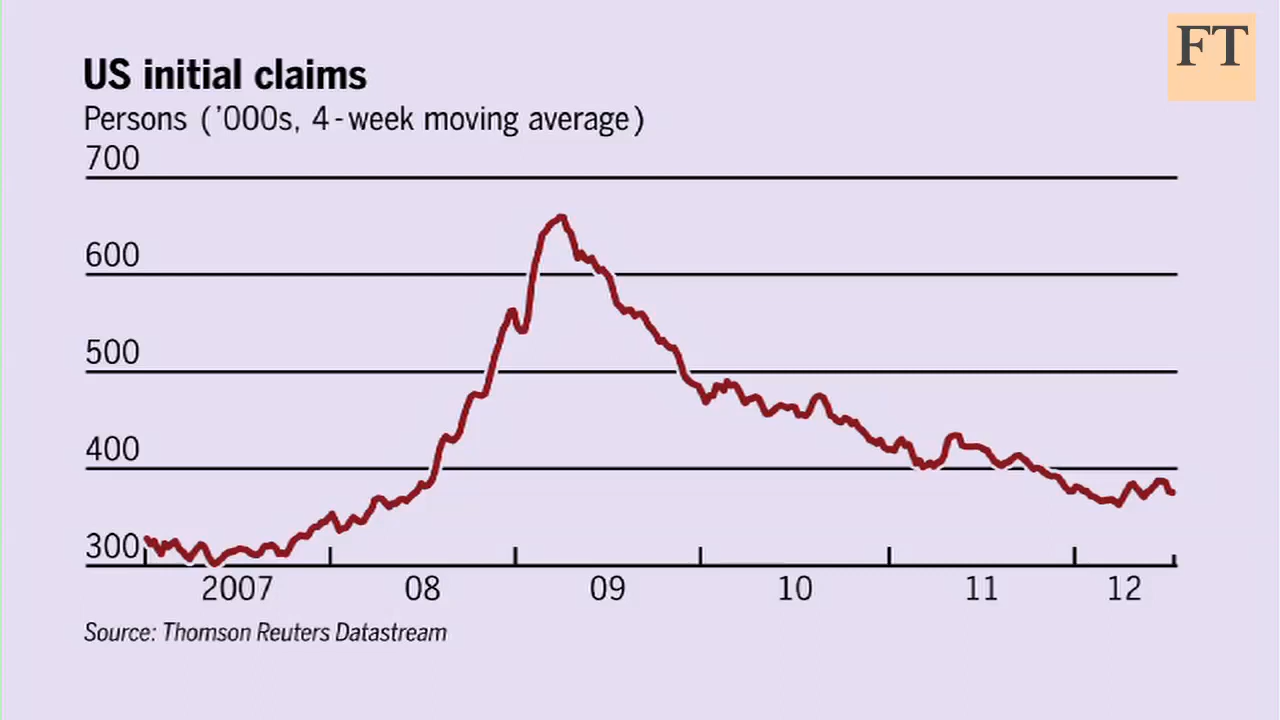 FT
US initial claims
Persons ('000s, 4-week moving average)
700
600
500
400
300
2007 08 09 10 11 12
Source: Thomson Reuters Datastream